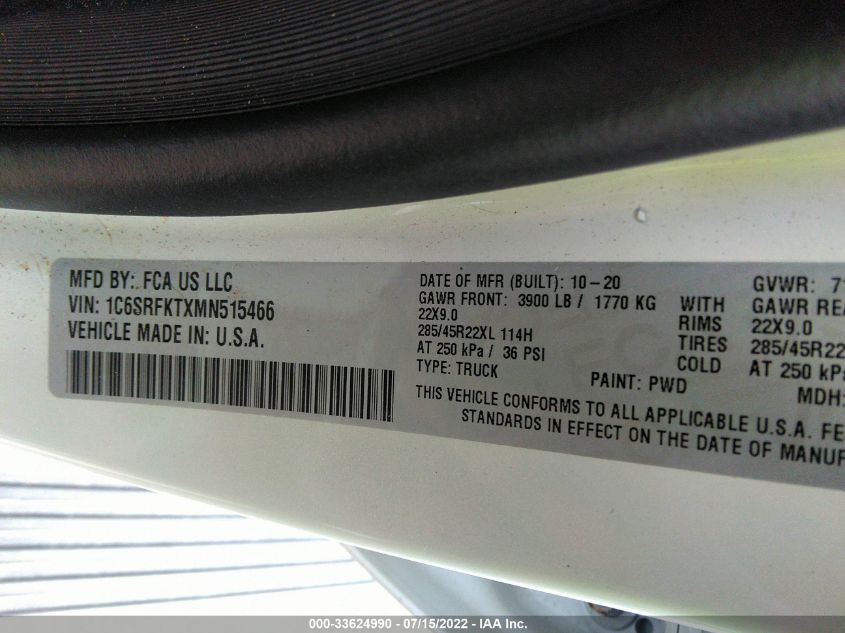 MFD BY: FCA US LLC
VIN: 1C6SRFKTXMN515466
VEHICLE MADE IN: U.S.A.
DATE OF MFR (BUILT): 10-20
GAWR FRONT: 3900 LB / 1770 KG
22X9.0
285/45R22XL 114H
AT 250 kPa / 36 PSI
TYPE: TRUCK
PAINT: PWD
WITH
RIMS
TIRES
COLD
GVWR: 7
GAWR REA
22X9.0
285/45R22
AT 250 kPa
MDH:
THIS VEHICLE CONFORMS TO ALL APPLICABLE U.S.A. FE
STANDARDS IN EFFECT ON THE DATE OF MANUF
000-33624990 - 07/15/2022 - IAA Inc.